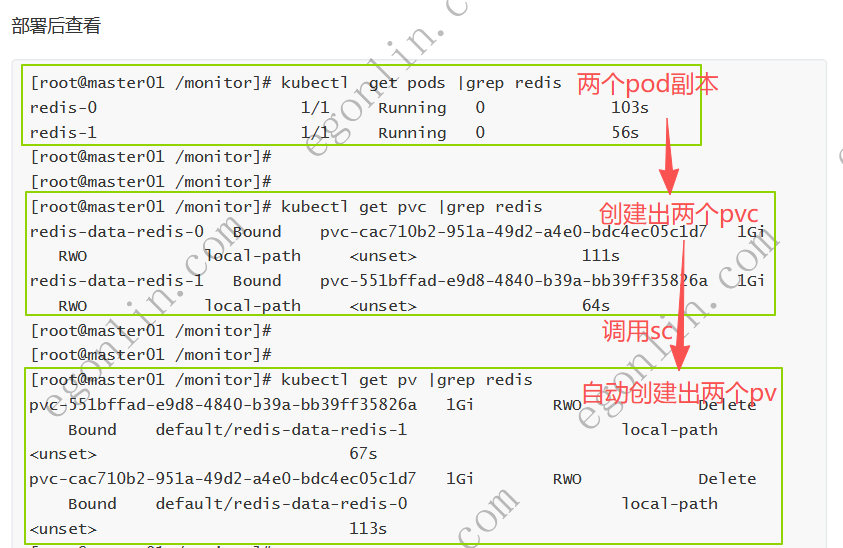 部署后查看
[root@master01 /monitor]# kubectl  get pods |grep redis
两个pod副本
redis-0                     1/1     Running   0             103s
redis-1                     1/1     Running   0             56s
[root@master01 /monitor]#
[root@master01 /monitor]#
[root@master01 /monitor]# kubectl get pvc |grep redis
创建出两个pvc
redis-data-redis-0   Bound    pvc-cac710b2-951a-49d2-a4e0-bdc4ec05c1d7   1Gi
   RWO            local-path     <unset>                 111s
redis-data-redis-1   Bound    pvc-551bffad-e9d8-4840-b39a-bb39ff35826a   1Gi
   RWO            local-path     <unset>                 64s
[root@master01 /monitor]#
调用sc
[root@master01 /monitor]#
[root@master01 /monitor]# kubectl get pv |grep redis
自动创建出两个pv
pvc-551bffad-e9d8-4840-b39a-bb39ff35826a   1Gi        RWO            Delete
    Bound    default/redis-data-redis-1                      local-path
<unset>                          67s
pvc-cac710b2-951a-49d2-a4e0-bdc4ec05c1d7   1Gi        RWO            Delete
    Bound    default/redis-data-redis-0                      local-path
<unset>                          113s
egonlin.com
egonlin.com
egonlin.com